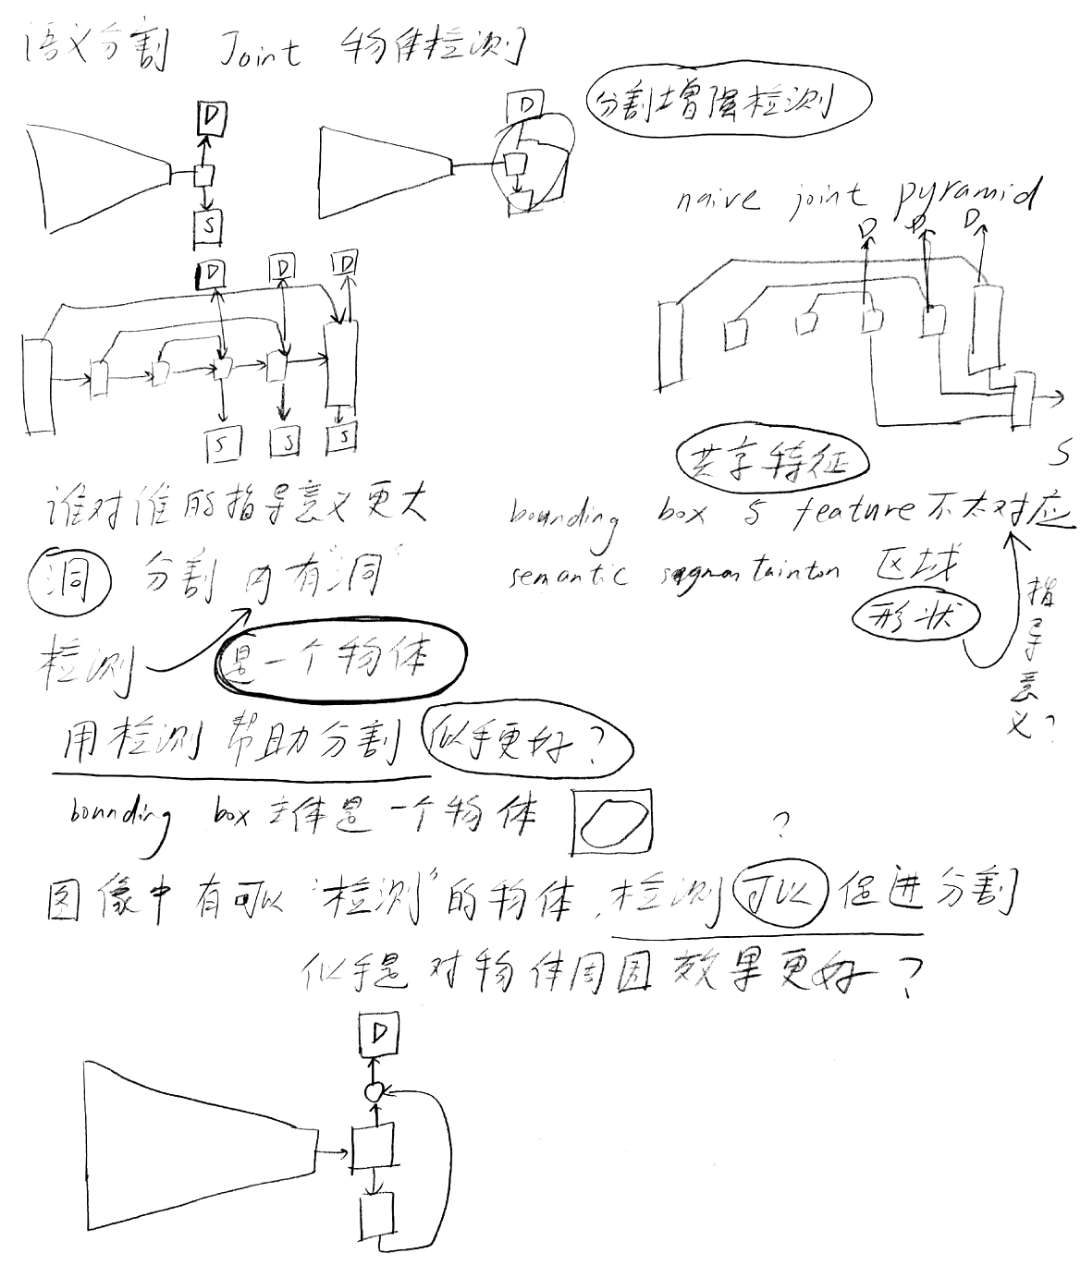 语义分割 Joint 物体检测
分割增强检测
D
D
S
naive joint pyramid
D
D
D
D D D
S S S
S
共享特征
谁对谁的指导意义更大
bounding box 与 feature 不太对应
洞 分割内有"洞"
semantic segmantainton 区域
形状
指导意义?
检测 是一个物体
用检测帮助分割 似乎更好?
bounnding box 主体是一个物体
?
图像中有可以"检测"的物体,检测可以促进分割
似乎是对物体周围效果更好?
D